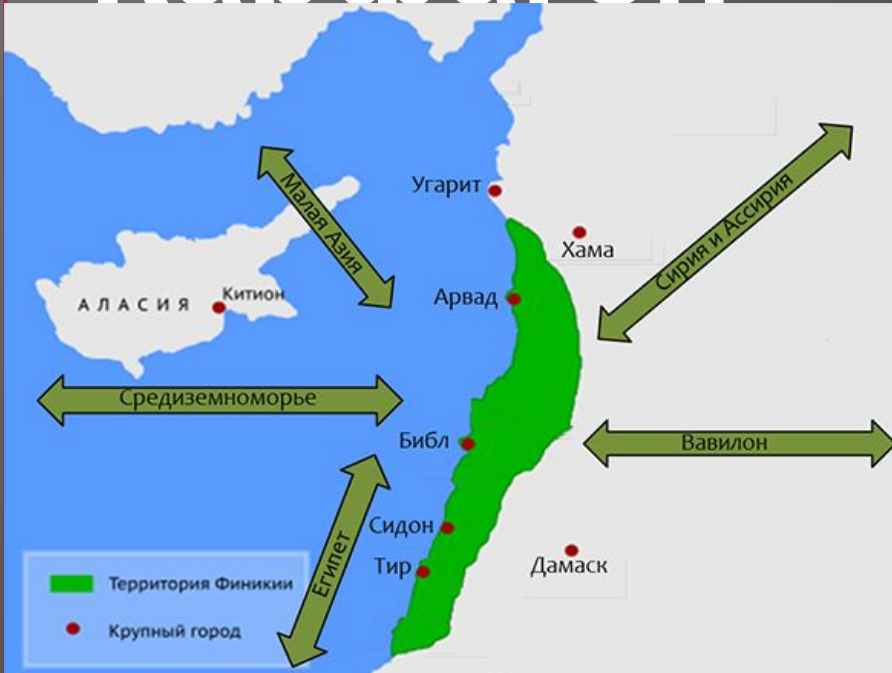 Угарит
Хама
Малая Азия
Сирия и Ассирия
Арвад
АЛАСИЯ
Китион
Средиземноморье
Библ
Вавилон
Египет
Сидон
Тир
Дамаск
Территория Финикии
Крупный город